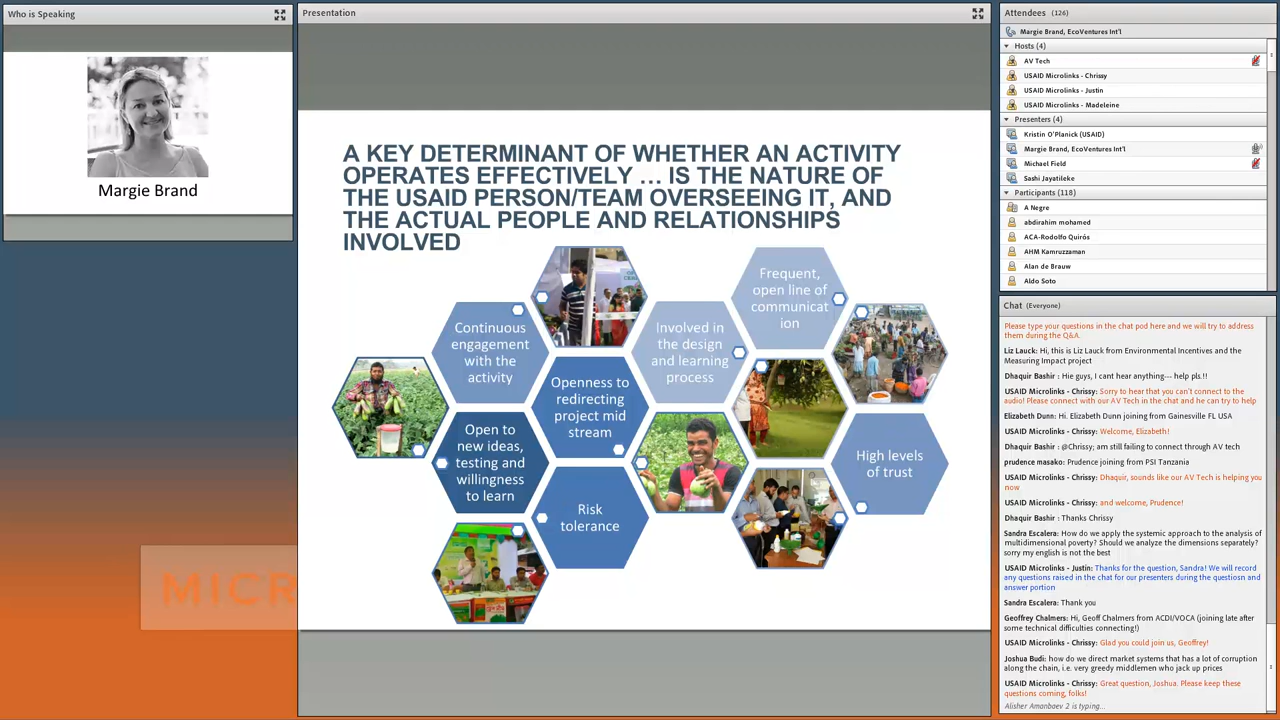 Who is Speaking
Margie Brand
MICR
Presentation
A KEY DETERMINANT OF WHETHER AN ACTIVITY
OPERATES EFFECTIVELY ... IS THE NATURE OF
THE USAID PERSON/TEAM OVERSEEING IT, AND
THE ACTUAL PEOPLE AND RELATIONSHIPS
INVOLVED
Continuous
engagement
with the
activity
Open to
new ideas,
testing and
willingness
to learn
Openness to
redirecting
project mid
stream
Risk
tolerance
Involved in
the design
and learning
process
Frequent,
open line of
communicat
ion
High levels
of trust
Attendees (126)
Margie Brand, EcoVentures Int'l
Hosts (4)
AV Tech
USAID Microlinks - Chrissy
USAID Microlinks - Justin
USAID Microlinks - Madeleine
Presenters (4)
Kristin O'Planick (USAID)
Margie Brand, EcoVentures Int'l
Michael Field
Sashi Jayatileke
Participants (118)
A Negre
abdirahim mohamed
ACA-Rodolfo Quirós
AHM Kamruzzaman
Alan de Brauw
Aldo Soto
Chat (Everyone)
Please type your questions in the chat pod here and we will try to address
them during the Q&A.
Liz Lauck: Hi, this is Liz Lauck from Environmental Incentives and the
Measuring Impact project
Dhaquir Bashir : Hie guys, I cant hear anything--- help pls.!!
USAID Microlinks - Chrissy: Sorry to hear that you can't connect to the
audio! Please connect with our AV Tech in the chat and he can try to help
Elizabeth Dunn: Hi. Elizabeth Dunn joining from Gainesville FL USA
USAID Microlinks - Chrissy: Welcome, Elizabeth!
Dhaquir Bashir : @Chrissy; am still failing to connect through AV tech
prudence masako: Prudence joining from PSI Tanzania
USAID Microlinks - Chrissy: Dhaquir, sounds like our AV Tech is helping you
now
USAID Microlinks - Chrissy: and welcome, Prudence!
Dhaquir Bashir : Thanks Chrissy
Sandra Escalera: How do we apply the systemic approach to the analysis of
multidimensional poverty? Should we analyze the dimensions separately?
sorry my english is not the best
USAID Microlinks - Justin: Thanks for the question, Sandra! We will record
any questions raised in the chat for our presenters during the questiosn and
answer portion
Sandra Escalera: Thank you
Geoffrey Chalmers: Hi, Geoff Chalmers from ACDI/VOCA (joining late after
some technical difficulties connecting!)
USAID Microlinks - Chrissy: Glad you could join us, Geoffrey!
Joshua Budi: how do we direct market systems that has a lot of corruption
along the chain, i.e. very greedy middlemen who jack up prices
USAID Microlinks - Chrissy: Great question, Joshua. Please keep these
questions coming, folks!
Alisher Amanbaev 2 is typing...